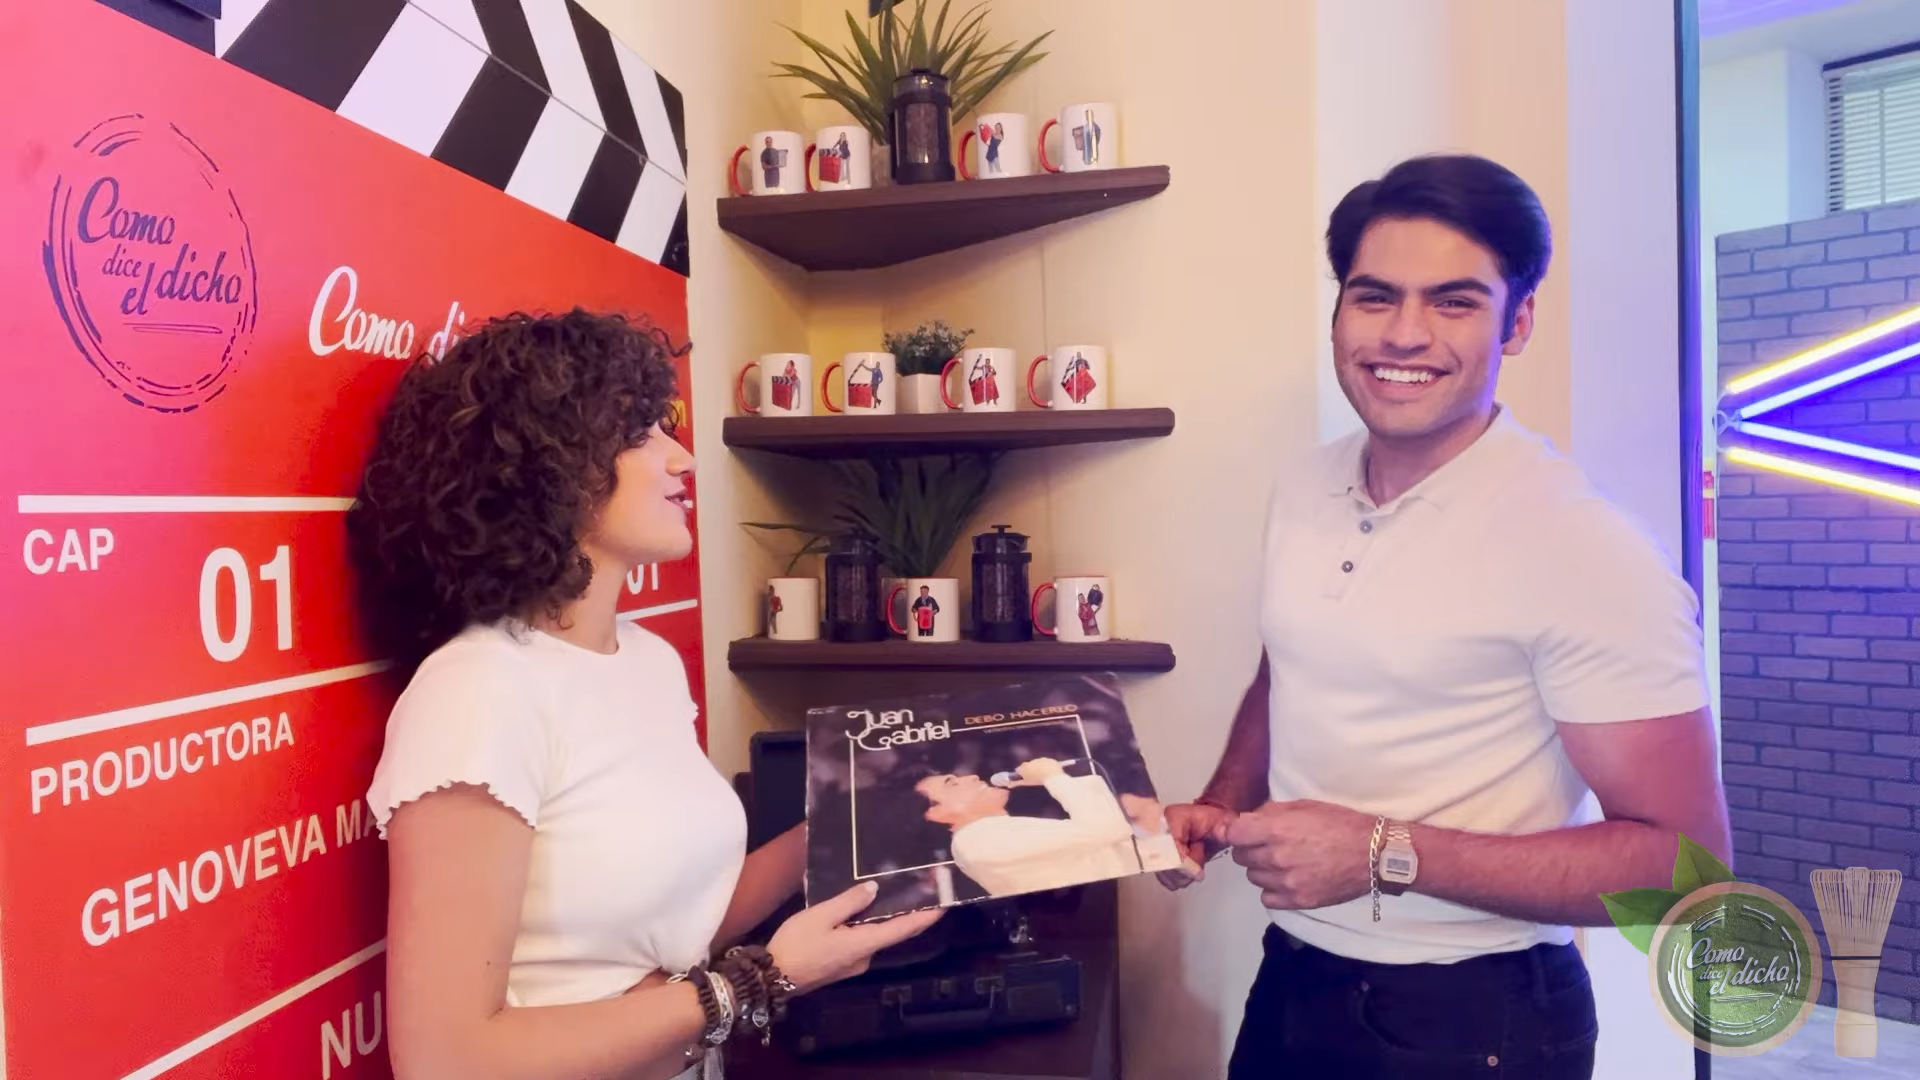 Como
dice
el dicho
Como di
CAP
01
01
PRODUCTORA
GENOVEVA MA
NU
Juan
Gabriel
DEBO HACERLO
Como
dice
el dicho